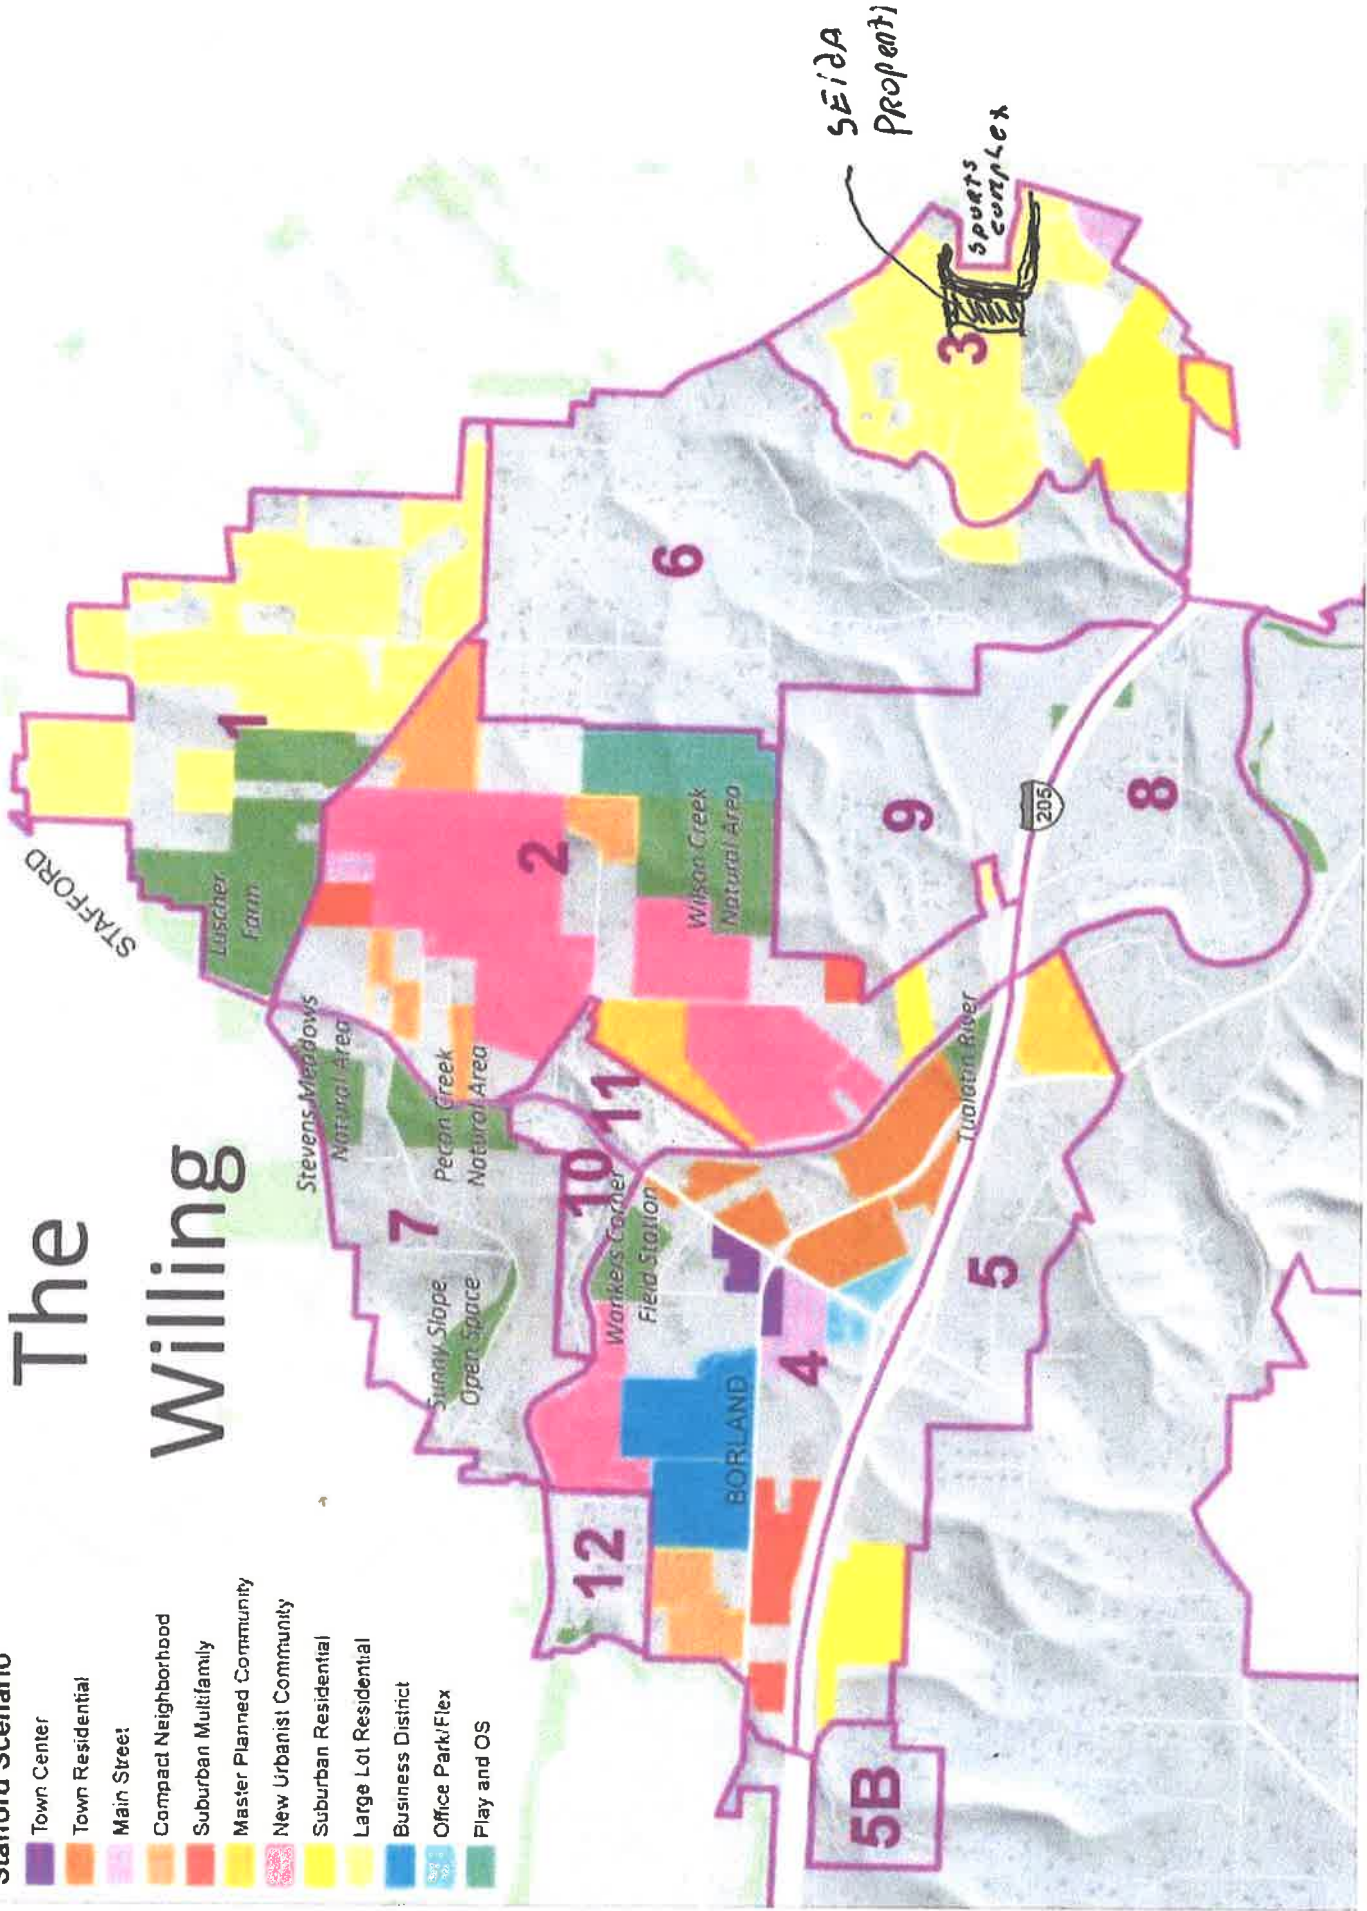 The
Willing
Stafford Scenario
Town Center
Town Residential
Main Street
Compact Neighborhood
Suburban Multifamily
Master Planned Community
New Urbanist Community
Suburban Residential
Large Lot Residential
Business District
Office Park/Flex
Play and OS
STAFFORD
1
Luscher
Farm
Stevens Meadows
Natural Area
2
Pecan Creek
Natural Area
7
Sunny Slope
Open Space
10
11
Wankers Corner
Field Station
Wilson Creek
Natural Area
6
12
BORLAND
4
9
205
8
Tualatin River
5
5B
3
SEIDA
PROPERTY
SPORTS
COMPLEX